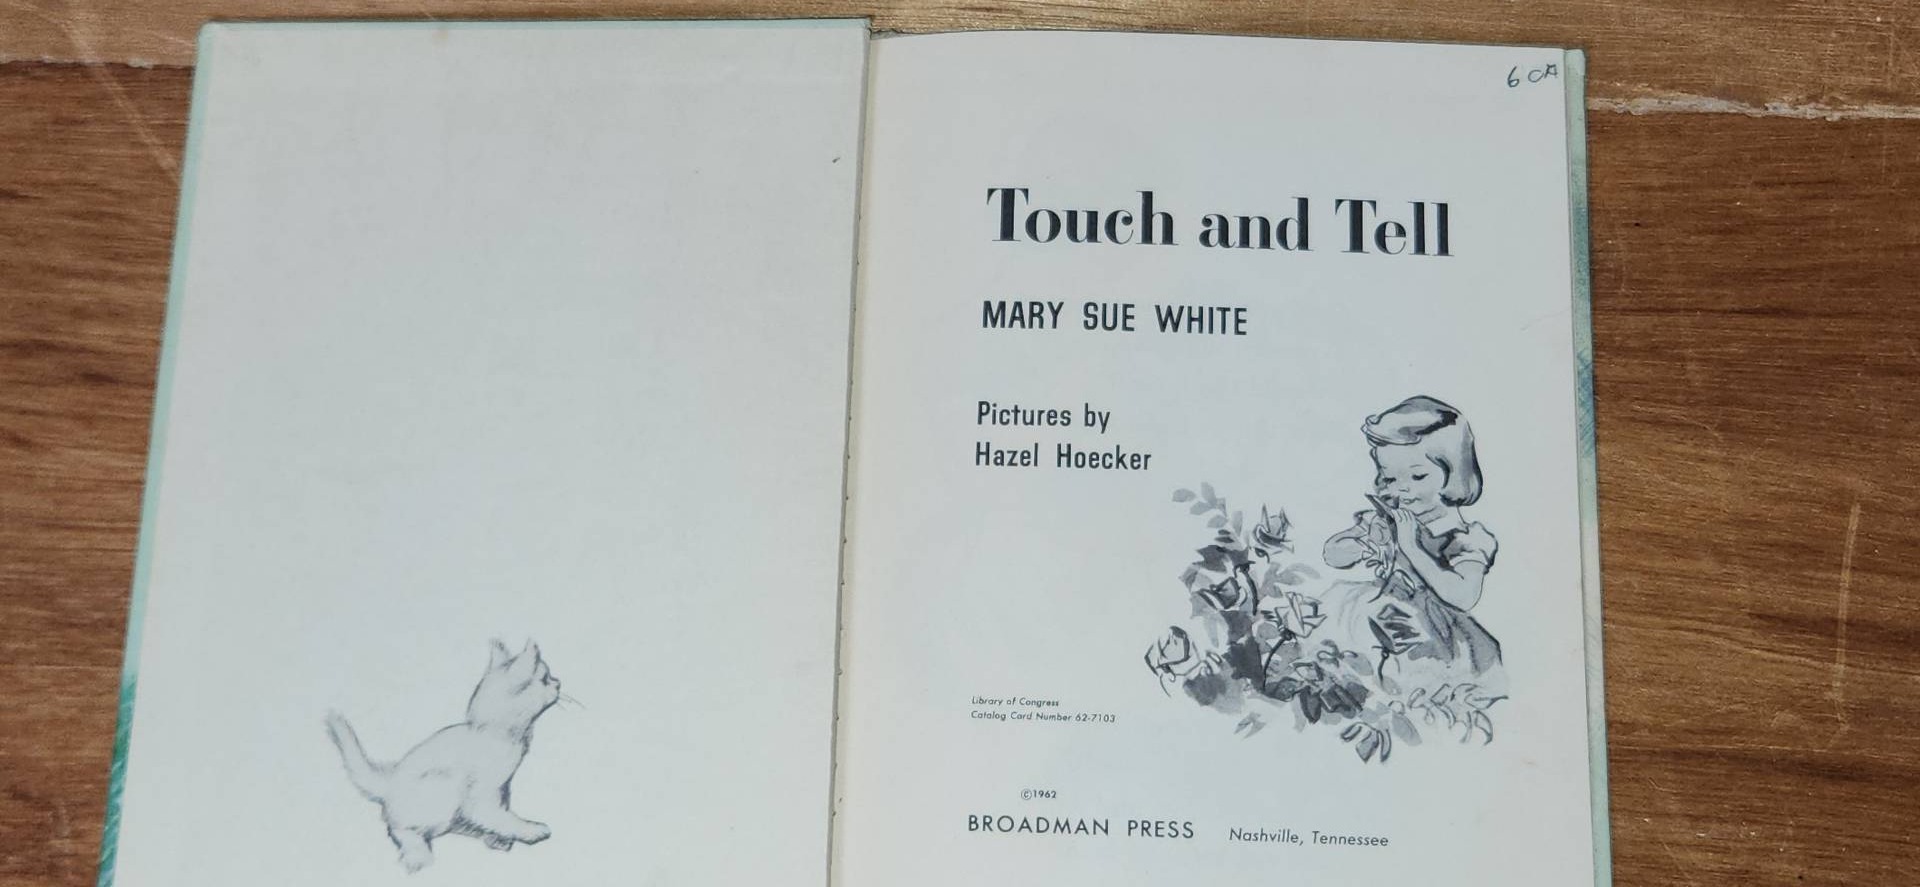 Touch and Tell
MARY SUE WHITE
Pictures by
Hazel Hoecker
Library of Congress
Catalog Card Number 62-7103
©1962
BROADMAN PRESS Nashville, Tennessee